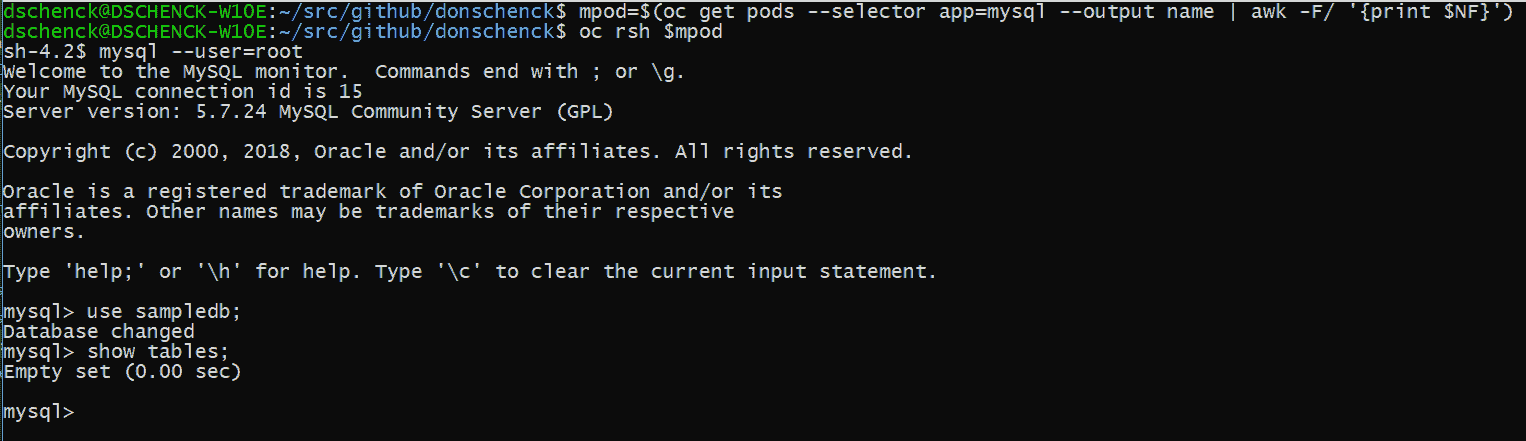 dschenck@DSCHENCK-W10E:~/src/github/donschenck$ mpod=$(oc get pods --selector app=mysql --output name | awk -F/ '{print $NF}')
dschenck@DSCHENCK-W10E:~/src/github/donschenck$ oc rsh $mpod
sh-4.2$ mysql --user=root
Welcome to the MySQL monitor.  Commands end with ; or \g.
Your MySQL connection id is 15
Server version: 5.7.24 MySQL Community Server (GPL)

Copyright (c) 2000, 2018, Oracle and/or its affiliates. All rights reserved.

Oracle is a registered trademark of Oracle Corporation and/or its
affiliates. Other names may be trademarks of their respective
owners.

Type 'help;' or '\h' for help. Type '\c' to clear the current input statement.

mysql> use sampledb;
Database changed
mysql> show tables;
Empty set (0.00 sec)

mysql>